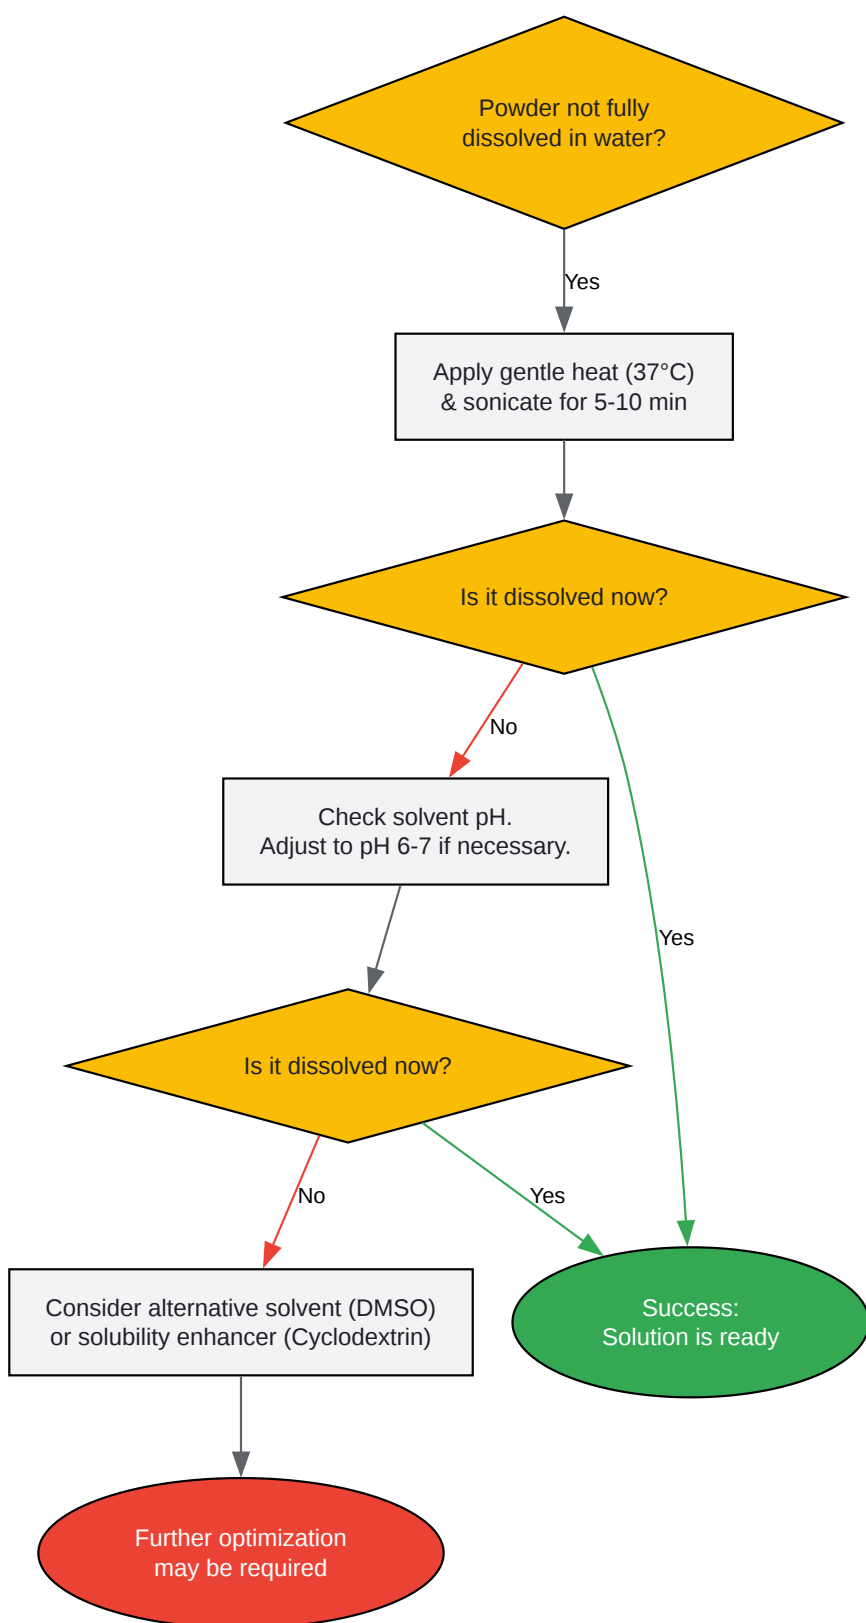 Powder not fully
dissolved in water?
Yes
Apply gentle heat (37°C)
& sonicate for 5-10 min
Is it dissolved now?
No
Check solvent pH.
Adjust to pH 6-7 if necessary.
Yes
Is it dissolved now?
No
Yes
Consider alternative solvent (DMSO)
or solubility enhancer (Cyclodextrin)
Success:
Solution is ready
Further optimization
may be required